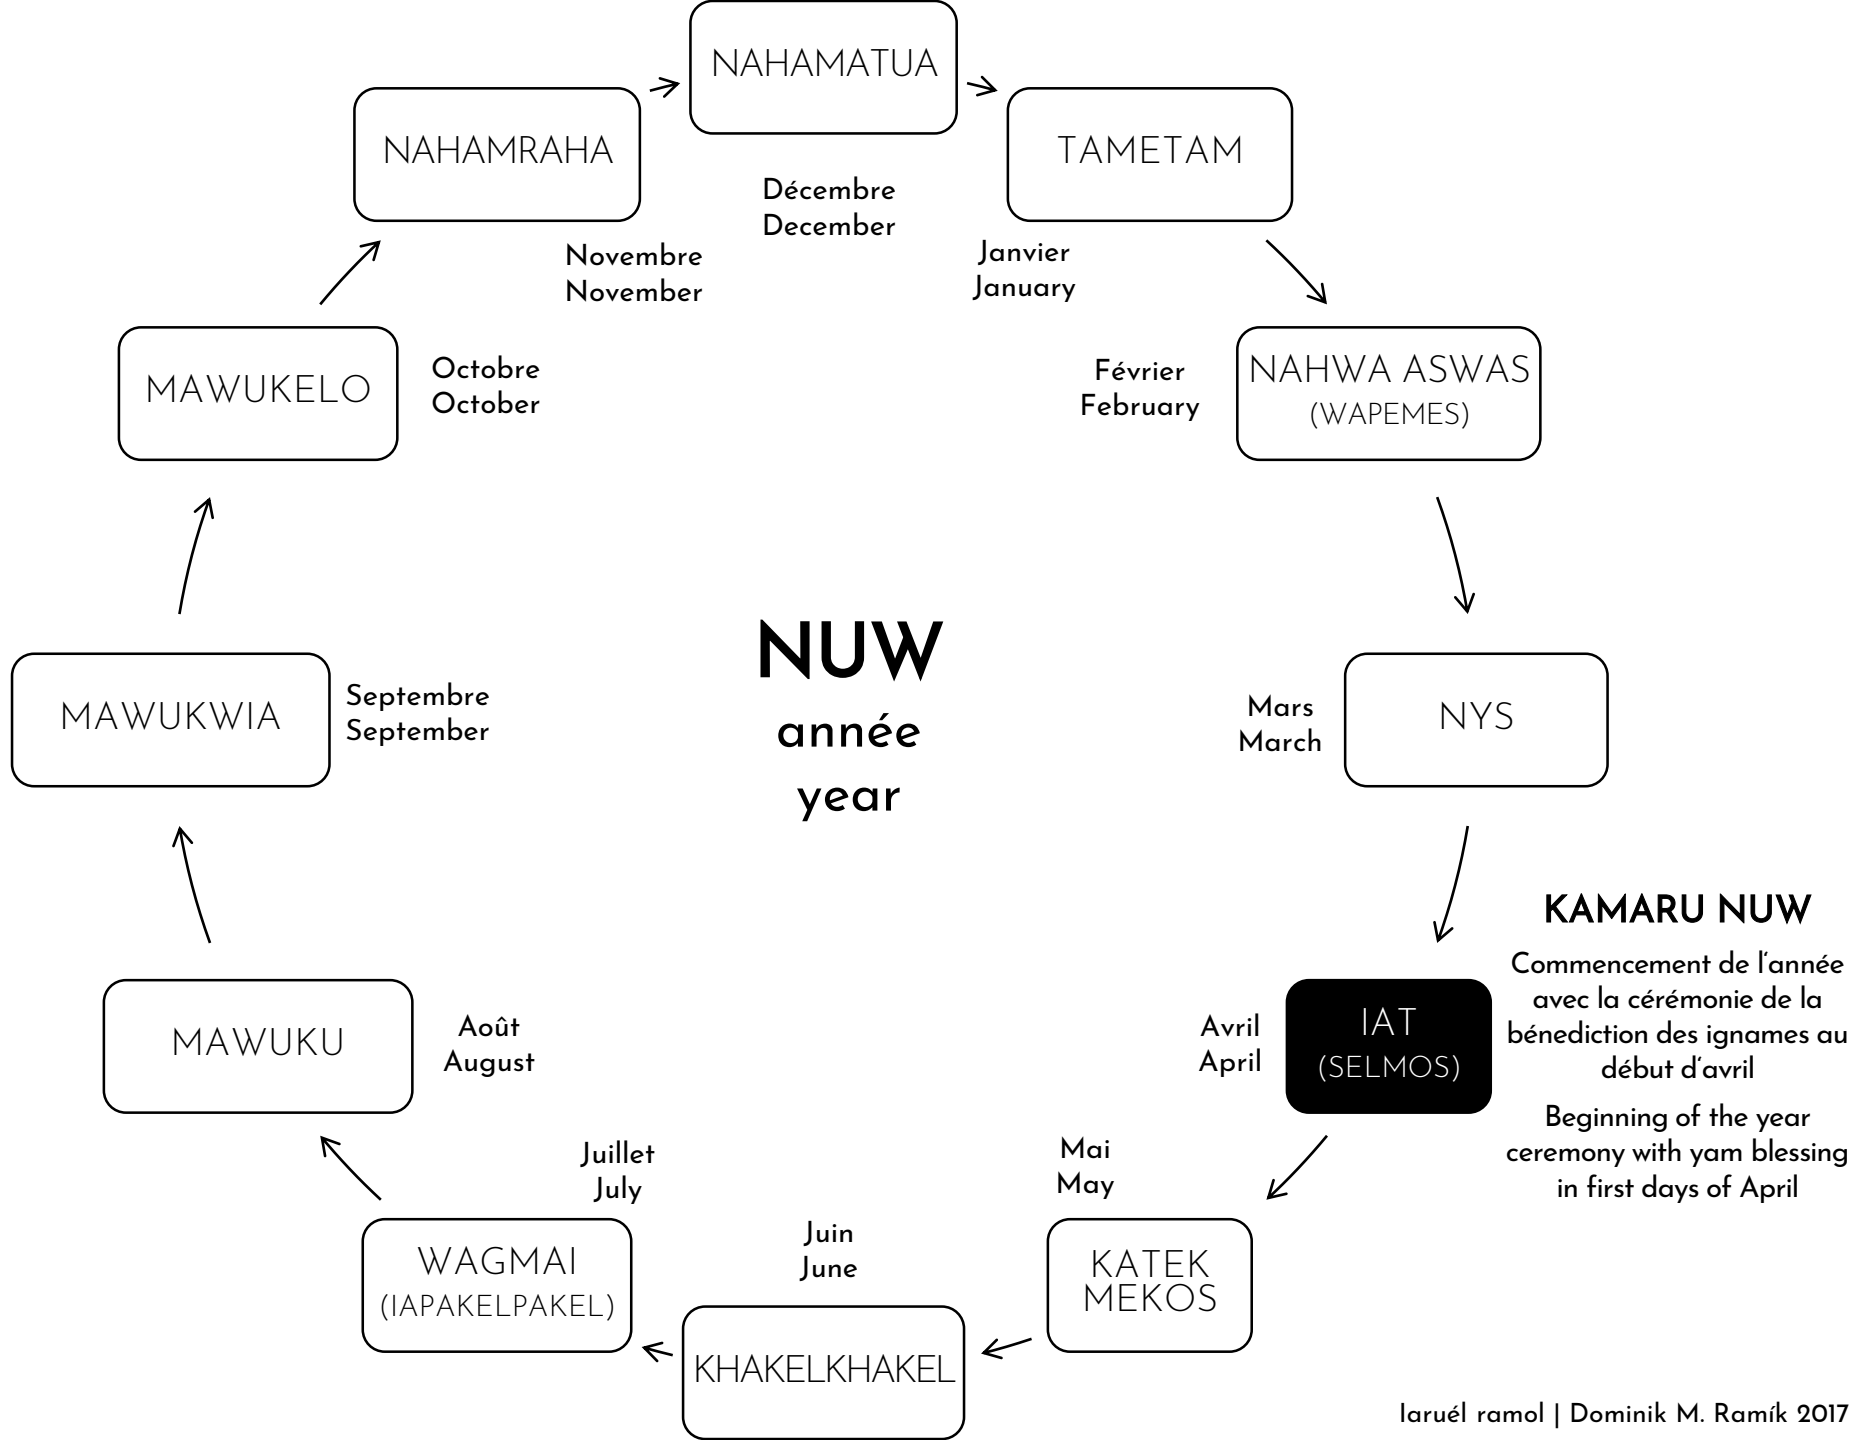 NAHAMATUA
Décembre
December
TAMETAM
Janvier
January
NAHWA ASWAS
(WAPEMES)
Février
February
NYS
Mars
March
IAT
(SELMOS)
Avril
April
KAMARU NUW
Commencement de l‘année
avec la cérémonie de la
bénediction des ignames au
début d‘avril
Beginning of the year
ceremony with yam blessing
in first days of April
KATEK
MEKOS
Mai
May
KHAKELKHAKEL
Juin
June
WAGMAI
(IAPAKELPAKEL)
Juillet
July
MAWUKU
Août
August
MAWUKWIA
Septembre
September
MAWUKELO
Octobre
October
NAHAMRAHA
Novembre
November
NUW
année
year
Iaruél ramol | Dominik M. Ramík 2017